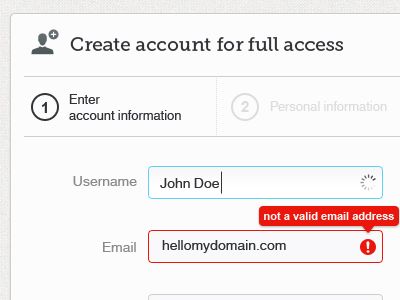 Create account for full access
1
Enter
account information
2
Personal information
Username
John Doe
not a valid email address
Email
hellomydomain.com
!